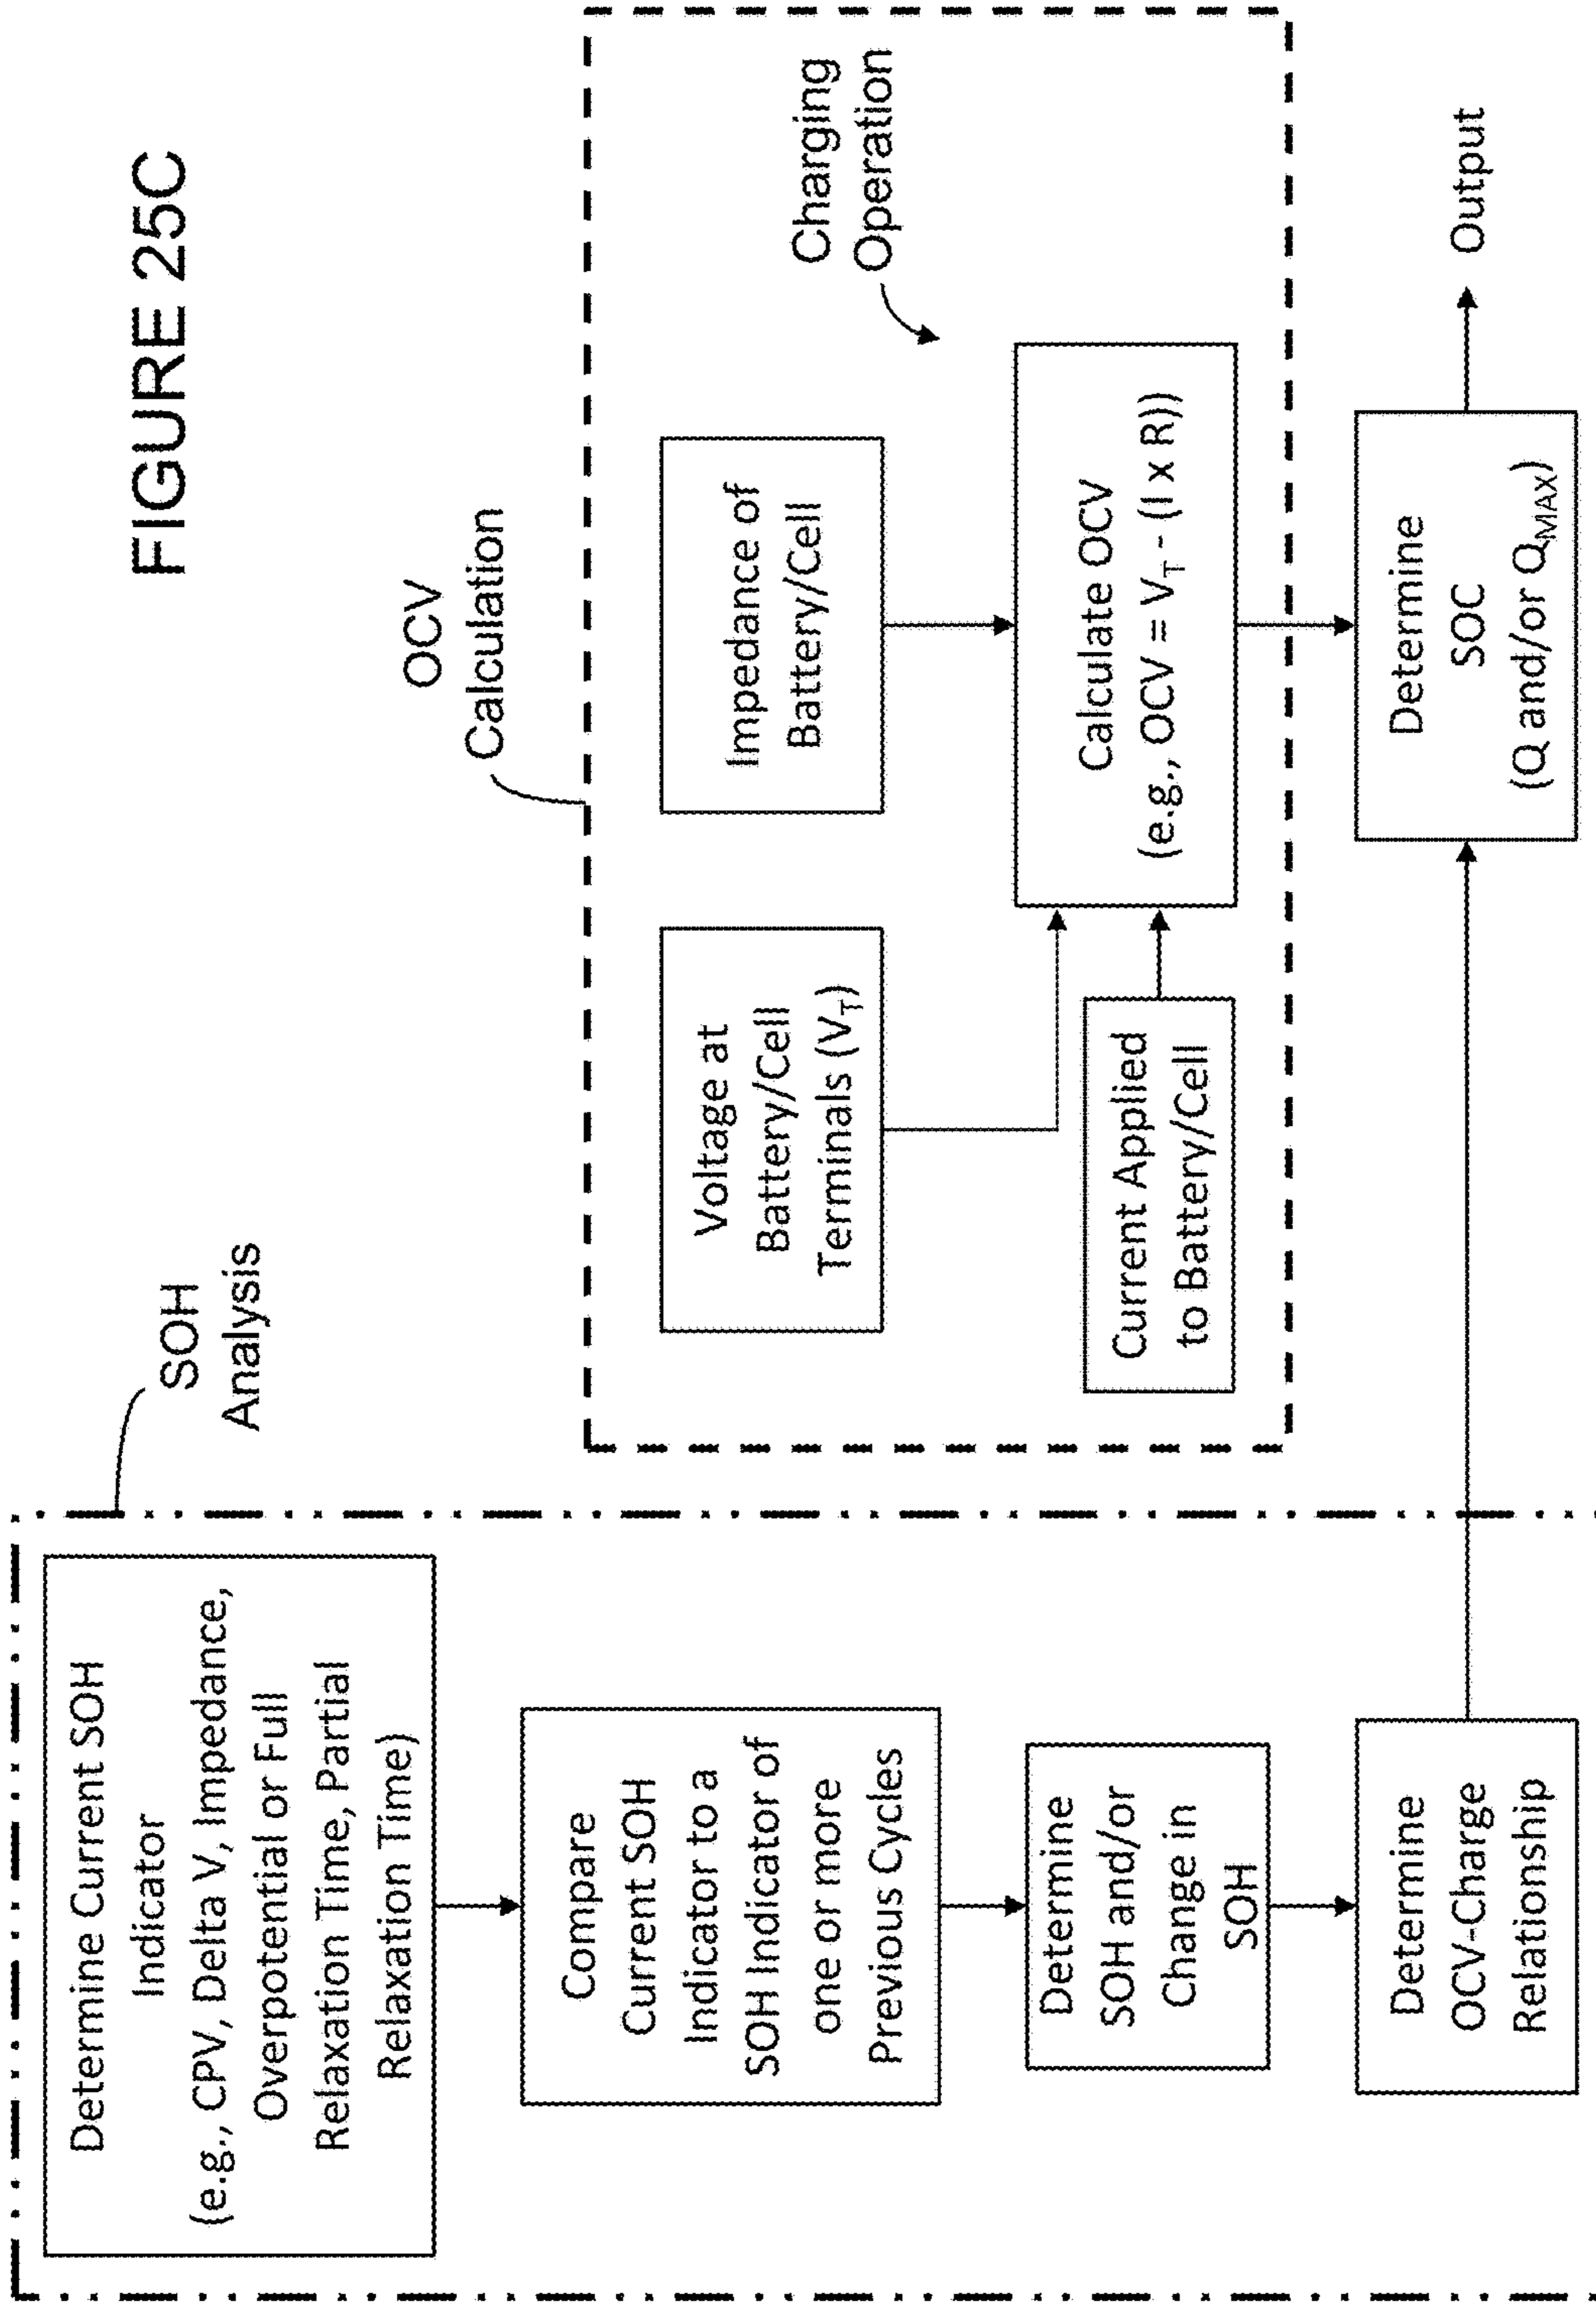 FIGURE 25C
SOH
Analysis
Determine Current SOH
Indicator
(e.g., CPV, Delta V, Impedance,
Overpotential or Full
Relaxation Time, Partial
Relaxation Time)
Compare
Current SOH
Indicator to a
SOH Indicator of
one or more
Previous Cycles
Determine
SOH and/or
Change in
SOH
Determine
OCV-Charge
Relationship
OCV
Calculation
Voltage at
Battery/Cell
Terminals (V_T)
Impedance of
Battery/Cell
Charging
Operation
Current Applied
to Battery/Cell
Calculate OCV
(e.g., OCV = V_T - (I x R))
Determine
SOC
(Q and/or Q_MAX)
Output